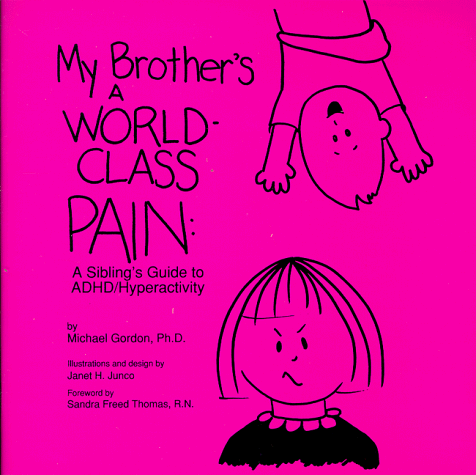 My Brother's
A
WORLD-
CLASS
PAIN:
A Sibling's Guide to
ADHD/Hyperactivity
by
Michael Gordon, Ph.D.
Illustrations and design by
Janet H. Junco
Foreword by
Sandra Freed Thomas, R.N.